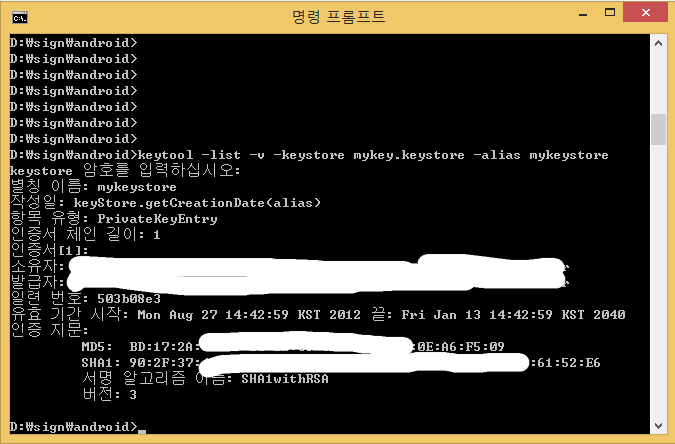 명령 프롬프트
D:₩sign₩android>
D:₩sign₩android>
D:₩sign₩android>
D:₩sign₩android>
D:₩sign₩android>
D:₩sign₩android>
D:₩sign₩android>
D:₩sign₩android>keytool -list -v -keystore mykey.keystore -alias mykeystore
keystore 암호를 입력하십시오:
별칭 이름: mykeystore
작성일: keyStore.getCreationDate(alias)
항목 유형: PrivateKeyEntry
인증서 체인 길이: 1
인증서[1]:
소유자:
발급자:
일련 번호: 503b08e3
유효 기간 시작: Mon Aug 27 14:42:59 KST 2012 끝: Fri Jan 13 14:42:59 KST 2040
인증 지문:
MD5: BD:17:2A: :0E:A6:F5:09
SHA1: 90:2F:37: :61:52:E6
서명 알고리즘 이름: SHA1withRSA
버전: 3
D:₩sign₩android>